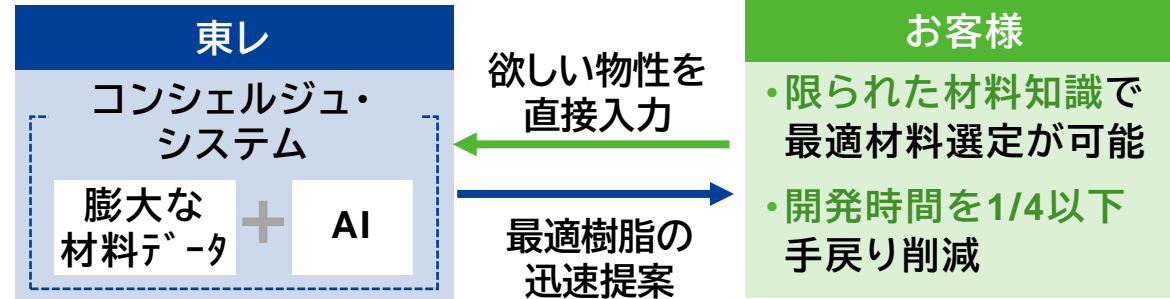 東レ
コンシェルジュ・
システム
膨大な
材料ﾃﾞｰﾀ
+
AI
欲しい物性を
直接入力
最適樹脂の
迅速提案
お客様
・限られた材料知識で
最適材料選定が可能
・開発時間を1/4以下
手戻り削減